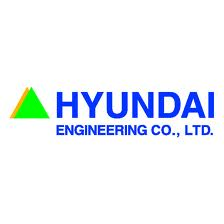 HYUNDAI
ENGINEERING CO., LTD.